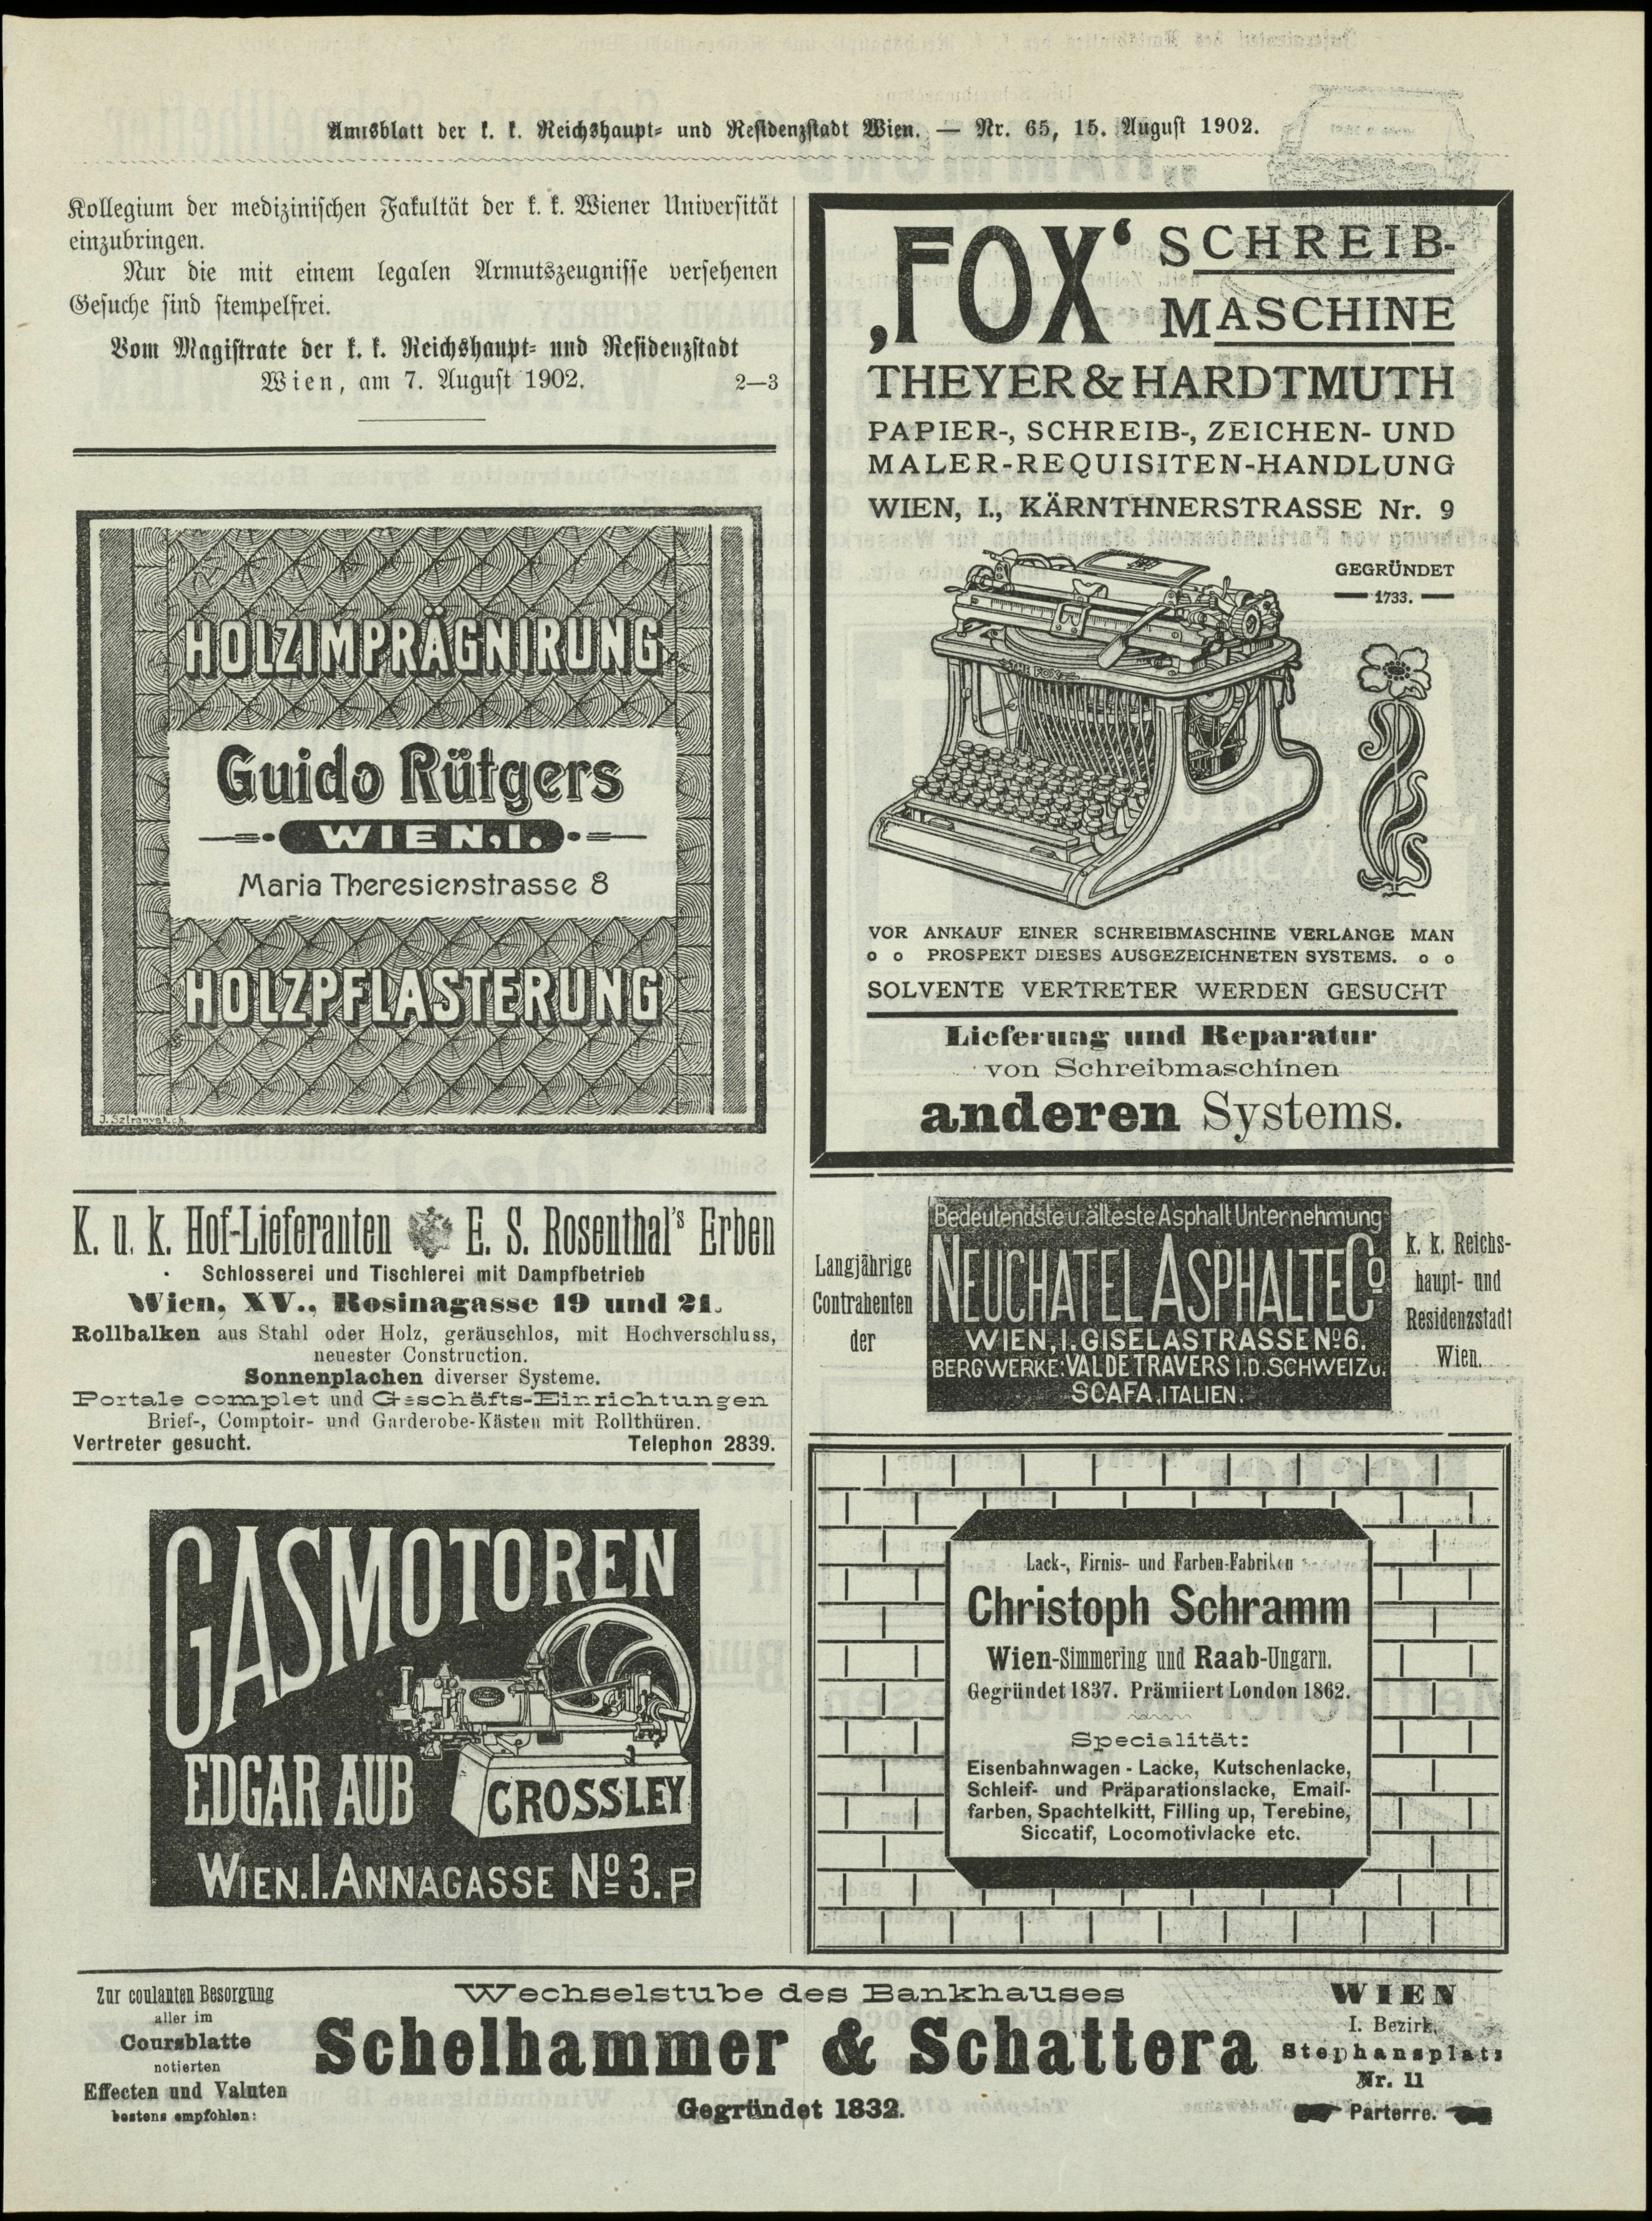 Amtsblatt der k. k. Reichshaupt- und Residenzstadt Wien. — Nr. 65, 15. August 1902.
Kollegium der medizinischen Fakultät der k. k. Wiener Universität
einzubringen.
Nur die mit einem legalen Armutszeugnisse versehenen
Gesuche sind stempelfrei.
Vom Magistrate der k. k. Reichshaupt- und Residenzstadt
Wien, am 7. August 1902. 2—3
HOLZIMPRÄGNIRUNG
Guido Rütgers
WIEN, I.
Maria Theresienstrasse 8
HOLZPFLASTERUNG
K. u. k. Hof-Lieferanten E. S. Rosenthal's Erben
Schlosserei und Tischlerei mit Dampfbetrieb
Wien, XV., Rosinagasse 19 und 21.
Rollbalken aus Stahl oder Holz, geräuschlos, mit Hochverschluss,
neuester Construction.
Sonnenplachen diverser Systeme.
Portale complet und Geschäfts-Einrichtungen
Brief-, Comptoir- und Garderobe-Kästen mit Rollthüren.
Vertreter gesucht. Telephon 2839.
GASMOTOREN
EDGAR AUB
CROSSLEY
WIEN. I. ANNAGASSE No 3. P
‚FOX‘ SCHREIB-
MASCHINE
THEYER & HARDTMUTH
PAPIER-, SCHREIB-, ZEICHEN- UND
MALER-REQUISITEN-HANDLUNG
WIEN, I., KÄRNTHNERSTRASSE Nr. 9
GEGRÜNDET
1733.
THE FOX
VOR ANKAUF EINER SCHREIBMASCHINE VERLANGE MAN
PROSPEKT DIESES AUSGEZEICHNETEN SYSTEMS.
SOLVENTE VERTRETER WERDEN GESUCHT
Lieferung und Reparatur
von Schreibmaschinen
anderen Systems.
Langjährige
Contrahenten
der
Bedeutendste u. älteste Asphalt Unternehmung
NEUCHATEL ASPHALTE Co
WIEN, I. GISELASTRASSE No 6.
BERGWERKE: VAL DE TRAVERS I. D. SCHWEIZ u.
SCAFA, ITALIEN.
k. k. Reichs-
haupt- und
Residenzstadt
Wien.
Lack-, Firnis- und Farben-Fabriken
Christoph Schramm
Wien-Simmering und Raab-Ungarn.
Gegründet 1837. Prämiiert London 1862.
Specialität:
Eisenbahnwagen - Lacke, Kutschenlacke,
Schleif- und Präparationslacke, Email-
farben, Spachtelkitt, Filling up, Terebine,
Siccatif, Locomotivlacke etc.
Zur coulanten Besorgung
aller im
Coursblatte
notierten
Effecten und Valuten
bestens empfohlen:
Wechselstube des Bankhauses
Schelhammer & Schattera
Gegründet 1832.
WIEN
I. Bezirk,
Stephansplatz
Nr. 11
Parterre.